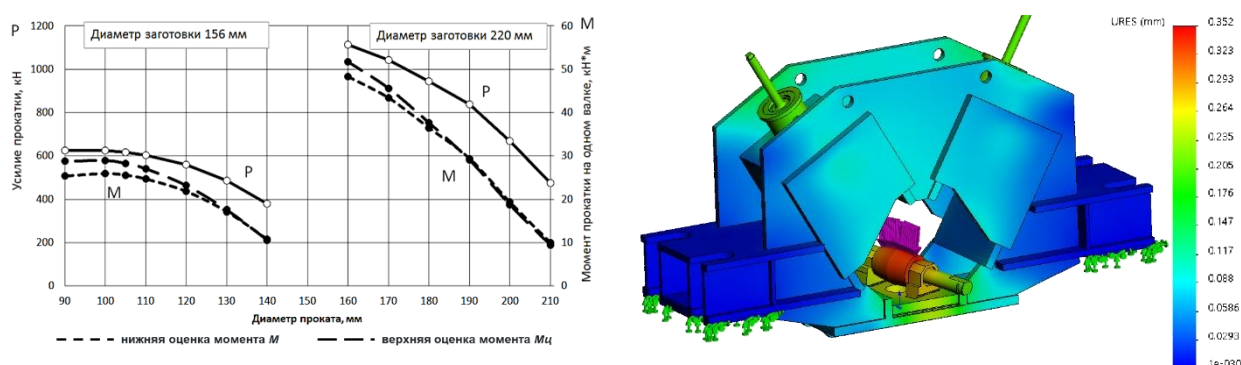 P
1200
1000
800
600
400
200
0
Усилие прокатки, кН
Диаметр заготовки 156 мм
Диаметр заготовки 220 мм
P
M
P
M
60
50
40
30
20
10
0
M
Момент прокатки на одном валке, кН*м
90 100 110 120 130 140 150 160 170 180 190 200 210
Диаметр проката, мм
нижняя оценка момента M
верхняя оценка момента Mц
URES (mm)
0.352
0.323
0.293
0.264
0.235
0.205
0.176
0.147
0.117
0.088
0.0586
0.0293
1e-030